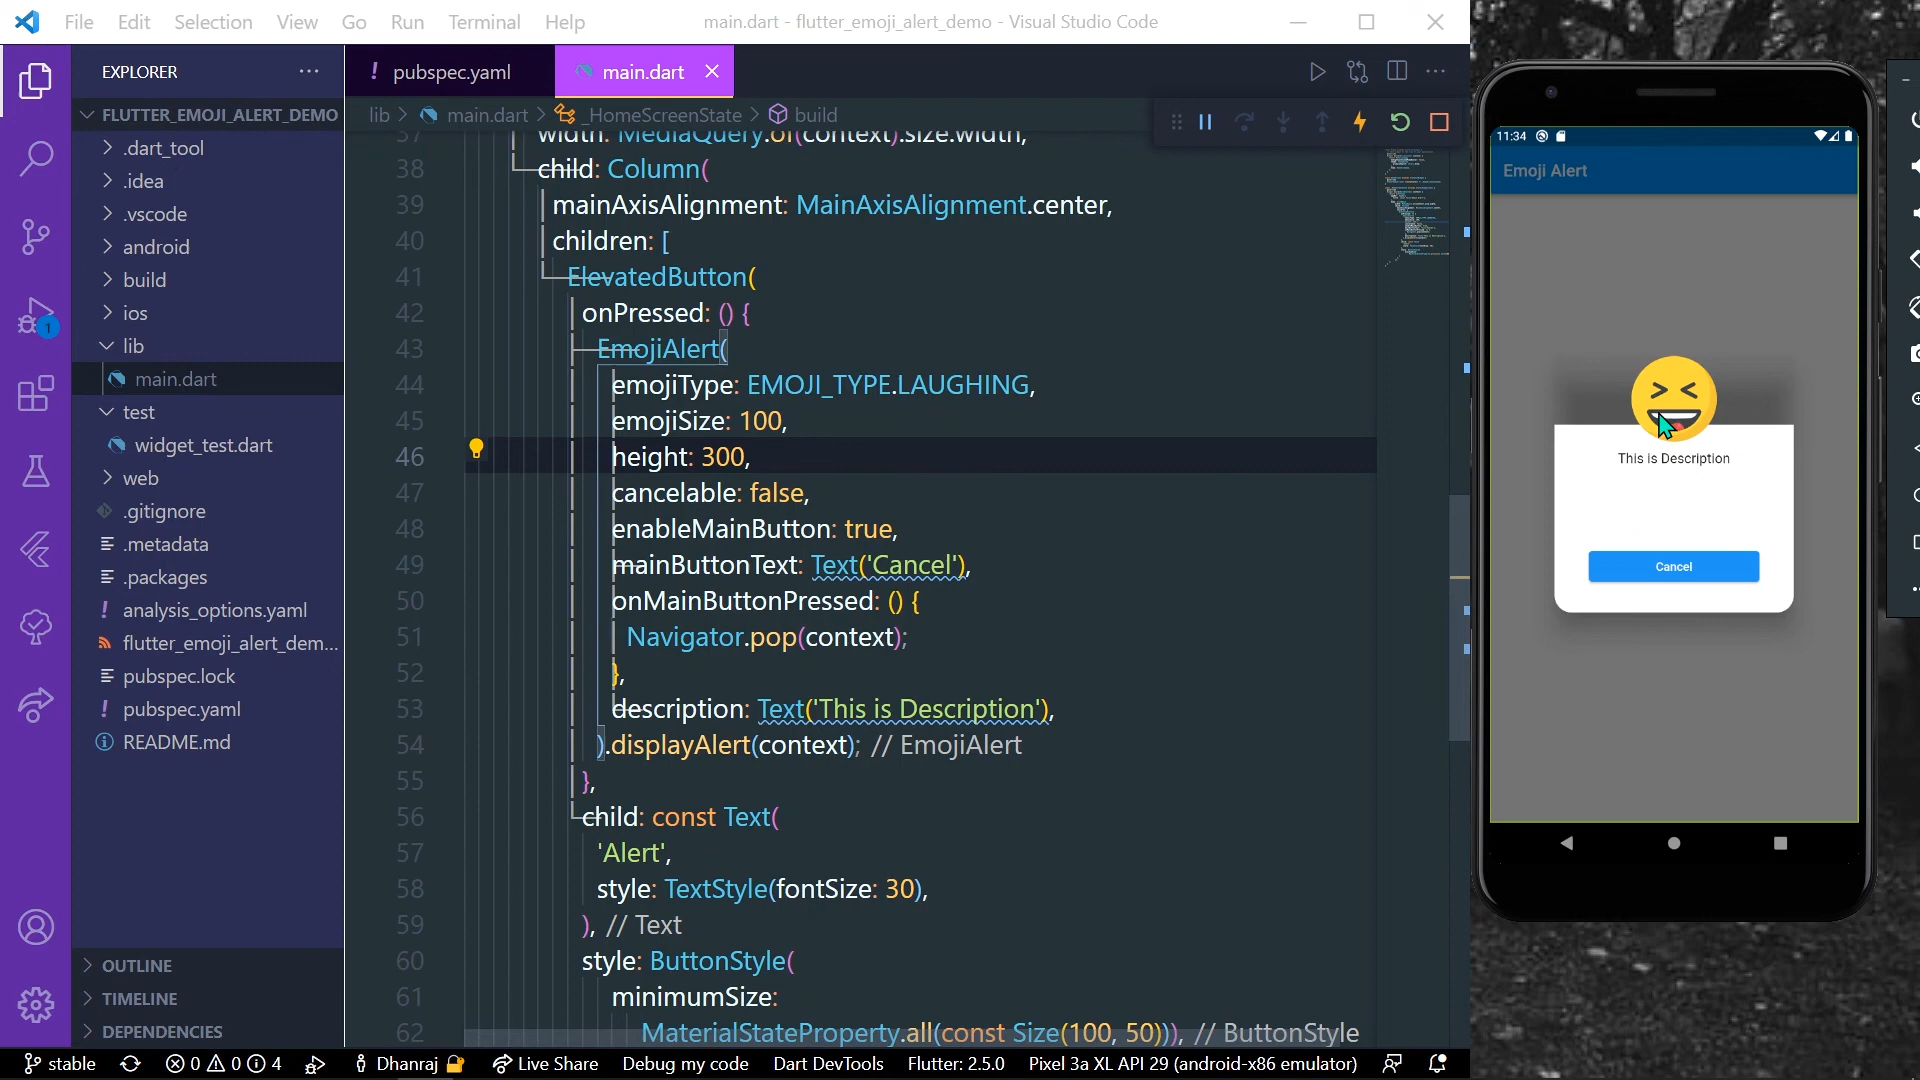 File Edit Selection View Go Run Terminal Help
main.dart - flutter_emoji_alert_demo - Visual Studio Code
EXPLORER
FLUTTER_EMOJI_ALERT_DEMO
.dart_tool
.idea
.vscode
android
build
ios
lib
main.dart
test
widget_test.dart
web
.gitignore
.metadata
.packages
analysis_options.yaml
flutter_emoji_alert_dem...
pubspec.lock
pubspec.yaml
README.md
OUTLINE
TIMELINE
DEPENDENCIES
1
! pubspec.yaml
main.dart
lib > main.dart > _HomeScreenState > build
37 width: MediaQuery.of(context).size.width,
38 child: Column(
39 mainAxisAlignment: MainAxisAlignment.center,
40 children: [
41 ElevatedButton(
42 onPressed: () {
43 EmojiAlert(
44 emojiType: EMOJI_TYPE.LAUGHING,
45 emojiSize: 100,
46 height: 300,
47 cancelable: false,
48 enableMainButton: true,
49 mainButtonText: Text('Cancel'),
50 onMainButtonPressed: () {
51 Navigator.pop(context);
52 },
53 description: Text('This is Description'),
54 ).displayAlert(context); // EmojiAlert
55 },
56 child: const Text(
57 'Alert',
58 style: TextStyle(fontSize: 30),
59 ), // Text
60 style: ButtonStyle(
61 minimumSize:
62 MaterialStateProperty.all(const Size(100, 50))), // ButtonStyle
11:34
Emoji Alert
This is Description
Cancel
stable 0 0 4 Dhanraj Live Share Debug my code Dart DevTools Flutter: 2.5.0 Pixel 3a XL API 29 (android-x86 emulator)